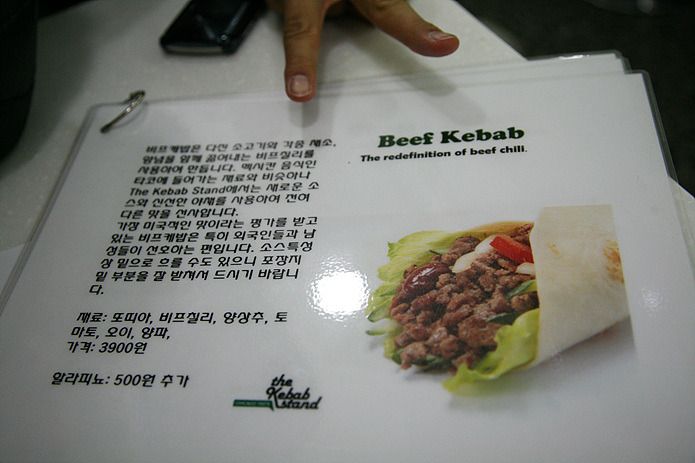 비프케밥은 다진 소고기와 각종 채소,
양념을 함께 끓여내는 비프칠리를
사용하여 만듭니다. 멕시칸 음식인
타코에 들어가는 재료와 비슷하나
The Kebab Stand에서는 새로운 소
스와 신선한 야채를 사용하여 전혀
다른 맛을 선사합니다.
가장 미국적인 맛이라는 평가를 받고
있는 비프케밥은 특히 외국인들과 남
성들이 선호하는 편입니다. 소스특성
상 밑으로 흐를 수도 있으니 포장지
밑 부분을 잘 받쳐서 드시기 바랍니
다.
재료: 또띠아, 비프칠리, 양상추, 토
마토, 오이, 양파,
가격: 3900원
할라피뇨: 500원 추가
Beef Kebab
The redefinition of beef chili.
the
Kebab
stand